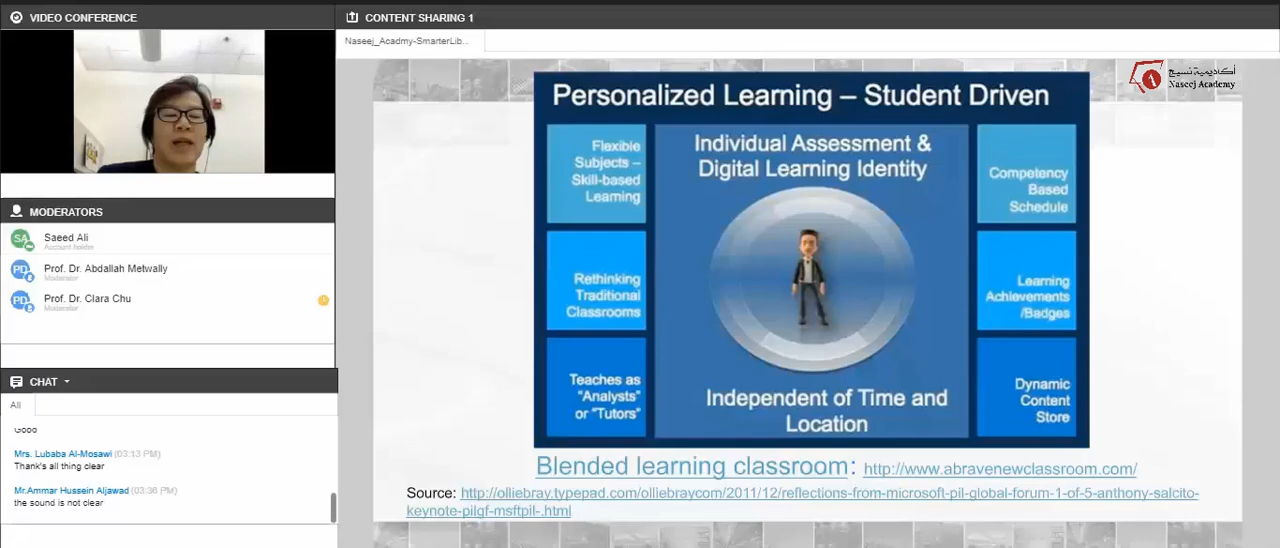 VIDEO CONFERENCE
MODERATORS
SA
Saeed Ali
Account holder
PD
Prof. Dr. Abdallah Metwally
Moderator
PD
Prof. Dr. Clara Chu
Moderator
CHAT
All
Good
Mrs. Lubaba Al-Mosawi (03:13 PM)
Thank's all thing clear
Mr.Ammar Hussein Aljawad (03:36 PM)
the sound is not clear
CONTENT SHARING 1
Naseej_Acadmy-SmarterLib...
أكاديمية نسيج
Naseej Academy
Personalized Learning – Student Driven
Flexible
Subjects –
Skill-based
Learning
Rethinking
Traditional
Classrooms
Teaches as
"Analysts"
or "Tutors"
Individual Assessment &
Digital Learning Identity
Independent of Time and
Location
Competency
Based
Schedule
Learning
Achievements
/Badges
Dynamic
Content
Store
Blended learning classroom: http://www.abravenewclassroom.com/
Source: http://olliebray.typepad.com/olliebraycom/2011/12/reflections-from-microsoft-pil-global-forum-1-of-5-anthony-salcito-
keynote-pilgf-msftpil-.html